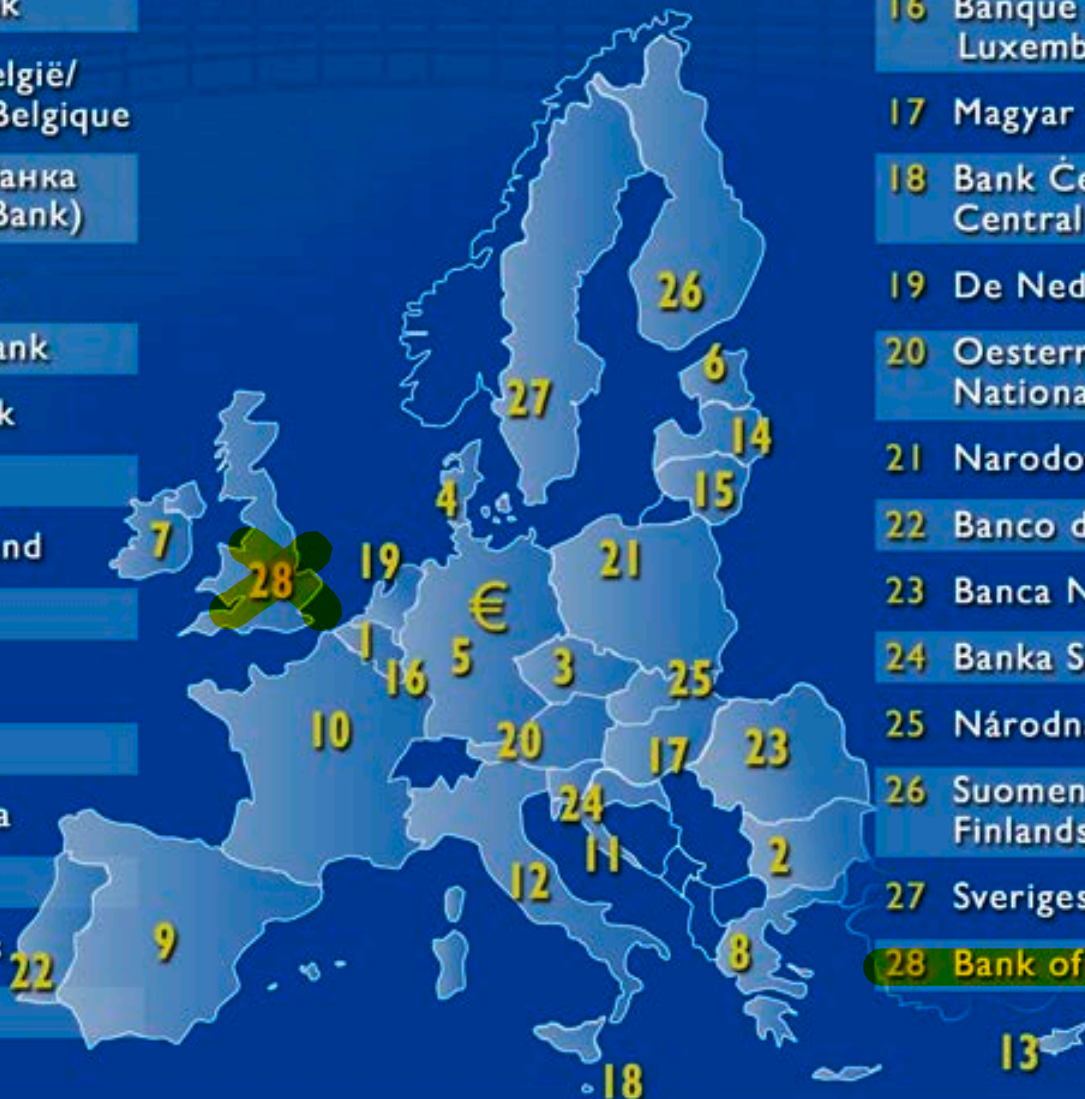 k
elgië/
Belgique
анка
Bank)
ank
k
nd
a
26
6
27
14
15
4
7
19
21
28
€
1
5
3
16
25
10
20
17
23
24
11
2
12
9
8
22
13
18
16 Banque
Luxemb
17 Magyar
18 Bank Ċe
Central
19 De Ned
20 Oesterr
Nationa
21 Narodo
22 Banco d
23 Banca N
24 Banka S
25 Národn
26 Suomen
Finlands
27 Sveriges
28 Bank of